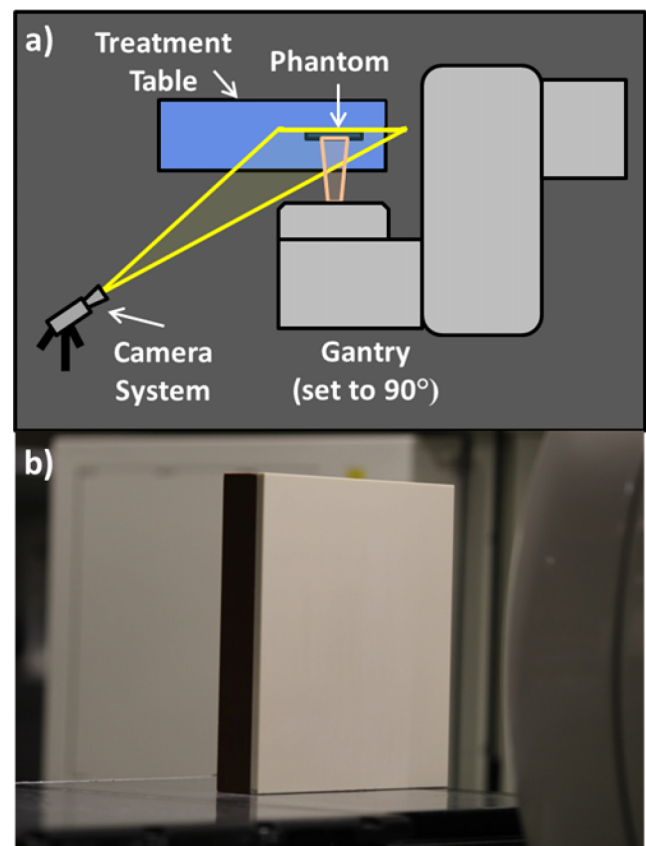 a)
Treatment
Table
Phantom
Camera
System
Gantry
(set to 90°)
b)